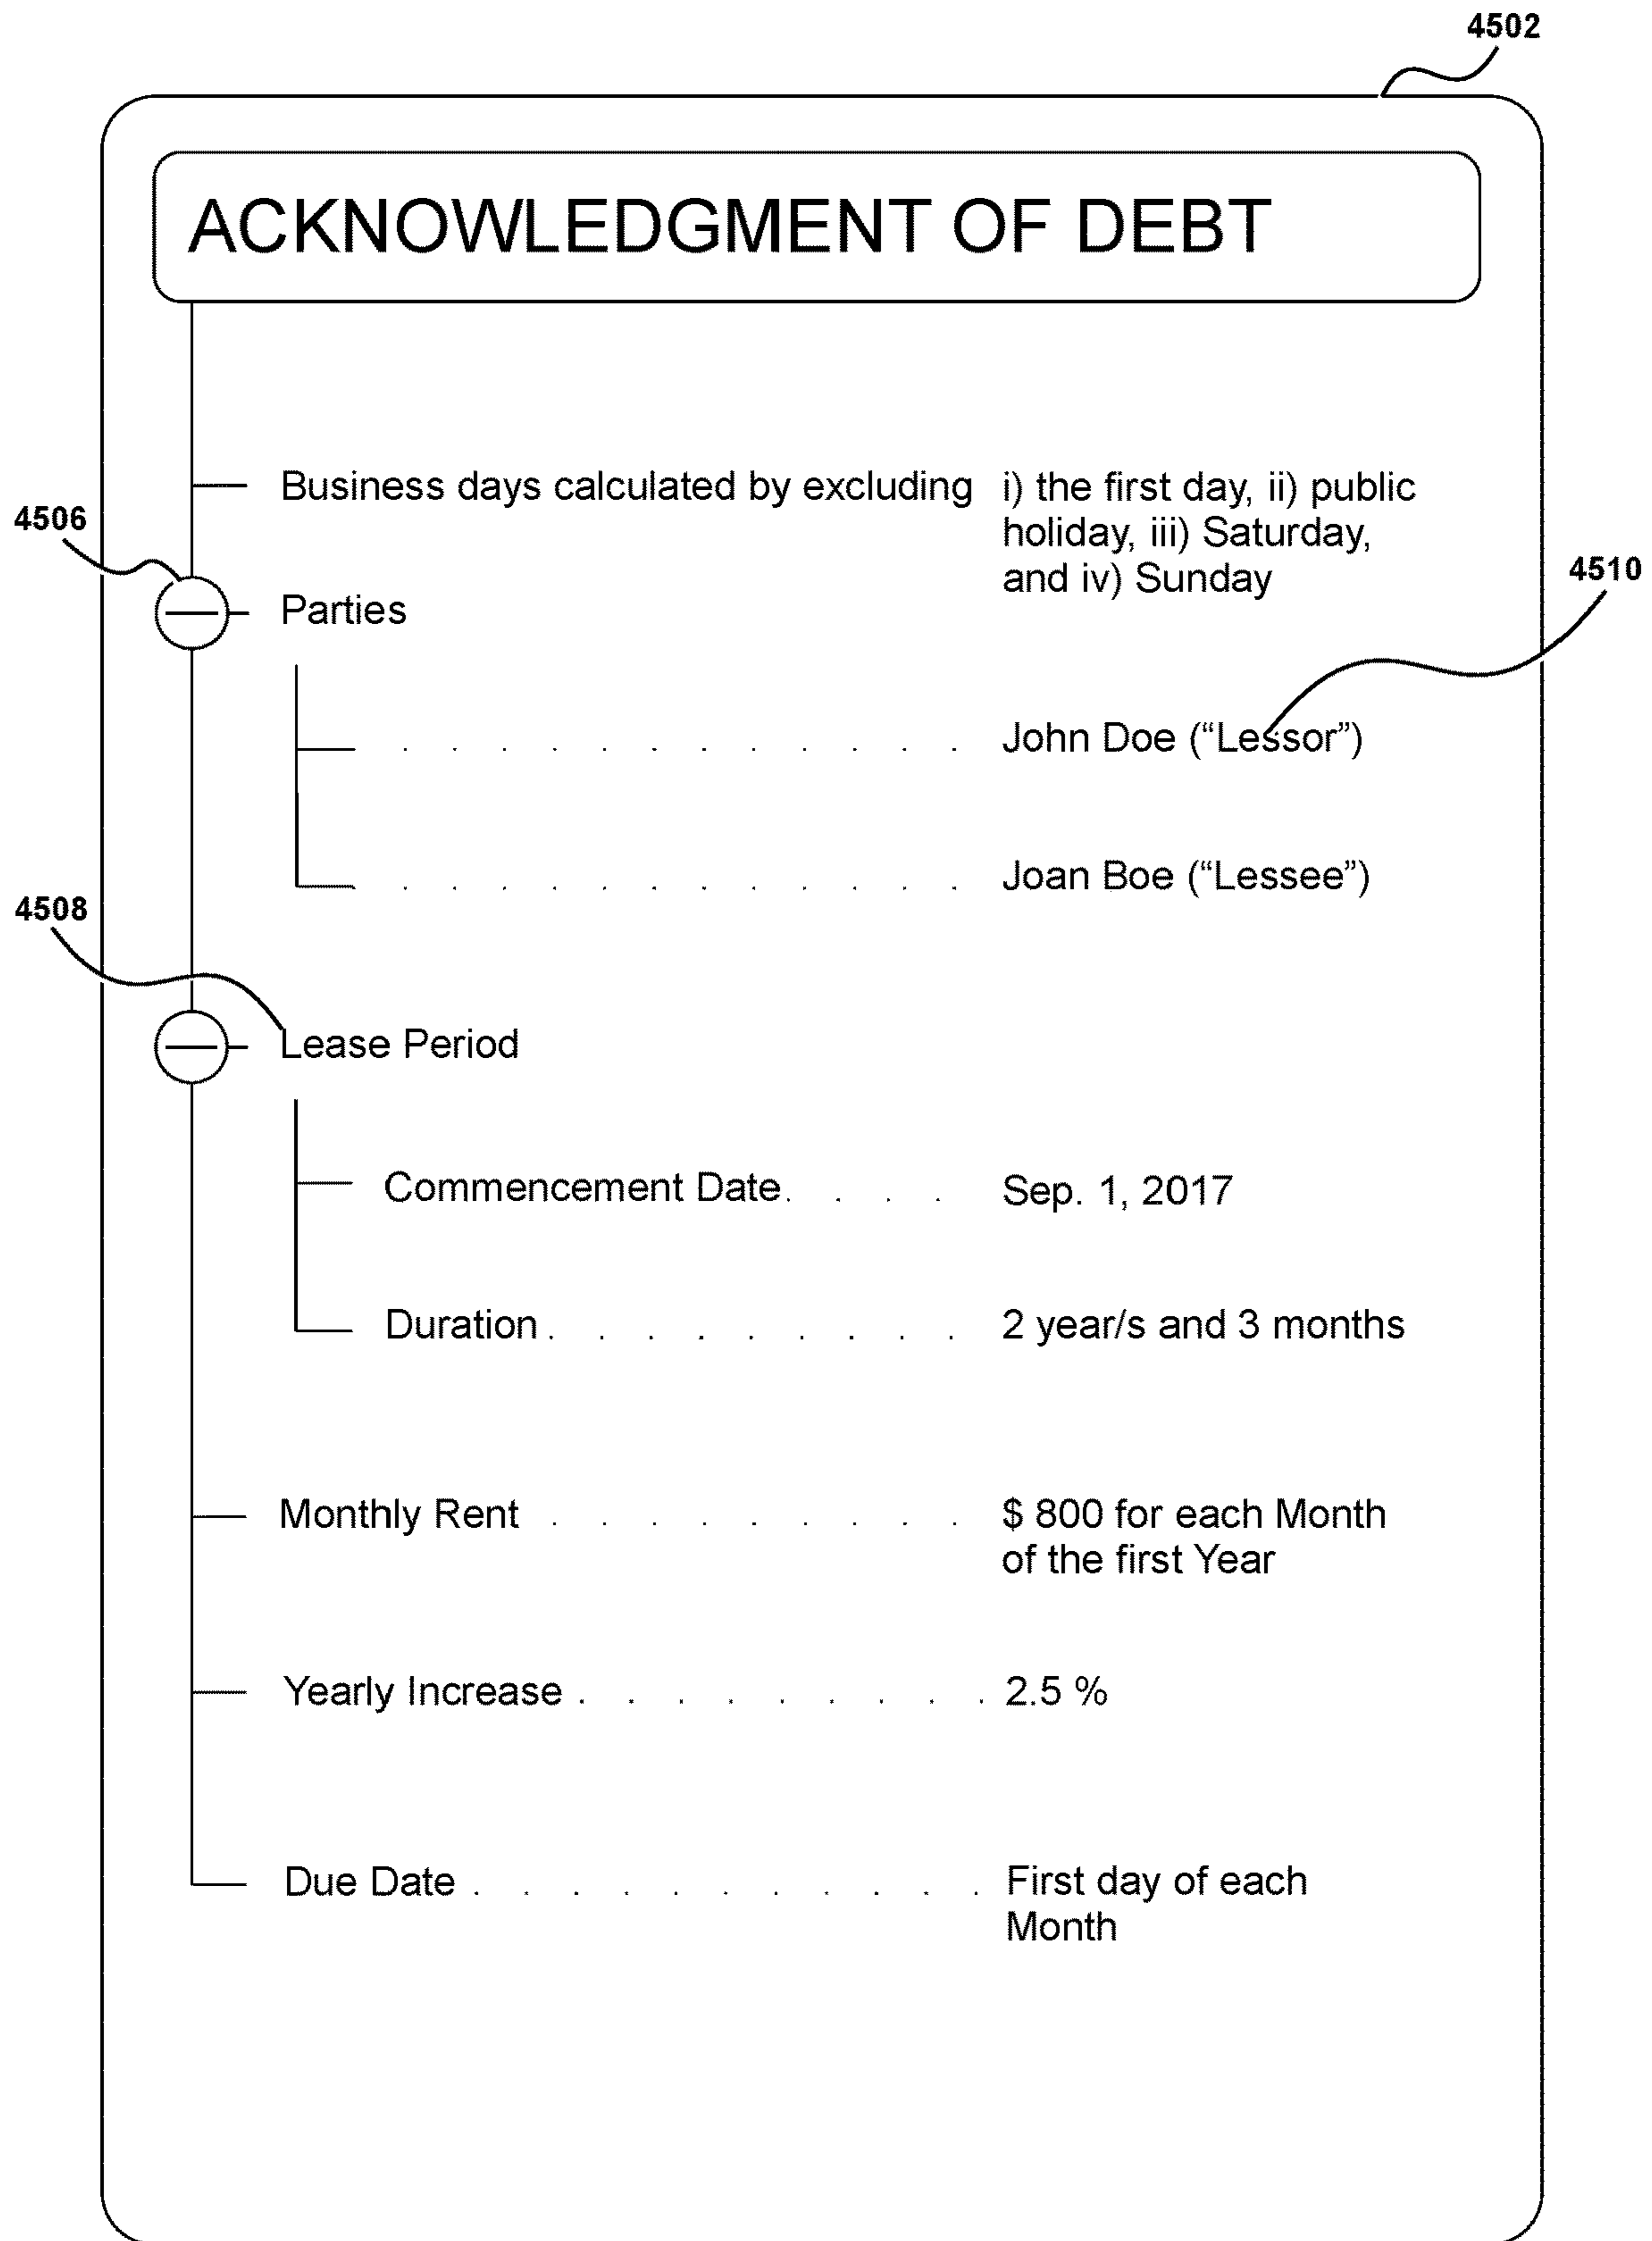 4502
ACKNOWLEDGMENT OF DEBT
Business days calculated by excluding i) the first day, ii) public
holiday, iii) Saturday,
and iv) Sunday
4506
4510
Parties
John Doe (“Lessor”)
Joan Boe (“Lessee”)
4508
Lease Period
Commencement Date. . . . Sep. 1, 2017
Duration . . . . . . . . . 2 year/s and 3 months
Monthly Rent . . . . . . . . . $ 800 for each Month
of the first Year
Yearly Increase . . . . . . . . . 2.5 %
Due Date . . . . . . . . . . . First day of each
Month